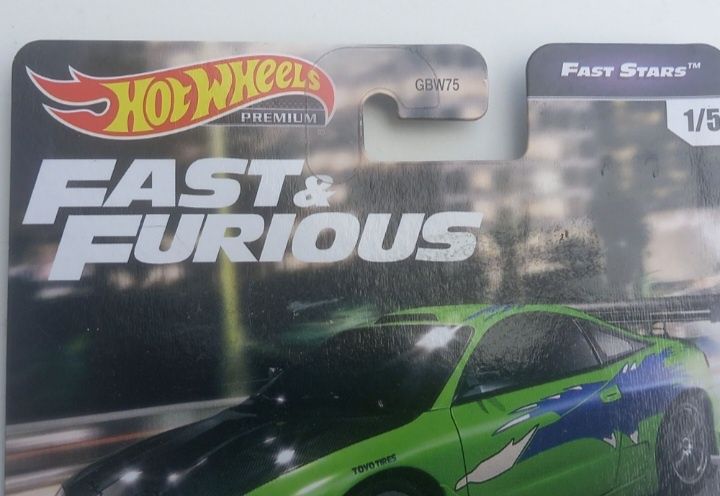 HOT WHEELS
PREMIUM
GBW75
FAST STARS™
1/5
FAST &
FURIOUS
TOYO TIRES